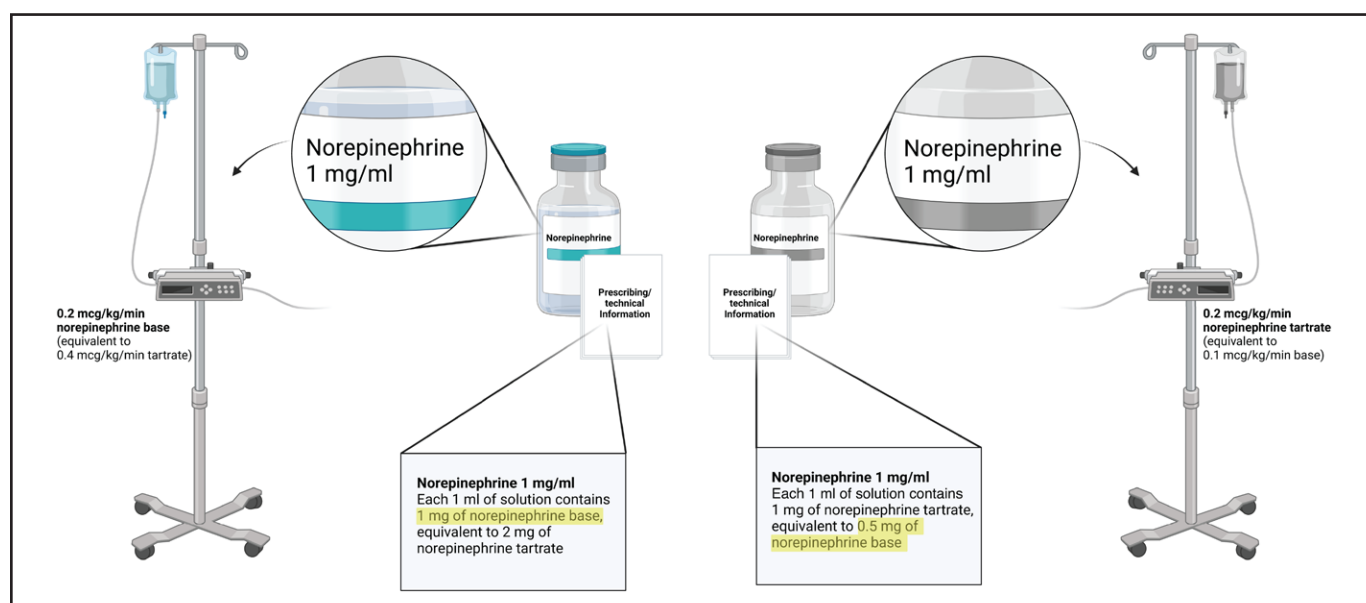 Norepinephrine
1 mg/ml
Norepinephrine
1 mg/ml
Norepinephrine
Norepinephrine
Prescribing/
technical
Information
Prescribing/
technical
Information
0.2 mcg/kg/min
norepinephrine base
(equivalent to
0.4 mcg/kg/min tartrate)
0.2 mcg/kg/min
norepinephrine tartrate
(equivalent to
0.1 mcg/kg/min base)
Norepinephrine 1 mg/ml
Each 1 ml of solution contains
1 mg of norepinephrine base,
equivalent to 2 mg of
norepinephrine tartrate
Norepinephrine 1 mg/ml
Each 1 ml of solution contains
1 mg of norepinephrine tartrate,
equivalent to 0.5 mg of
norepinephrine base